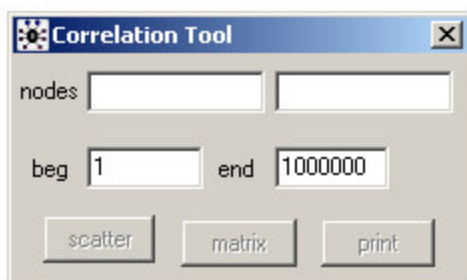 Correlation Tool
nodes
beg 1 end 1000000
scatter matrix print